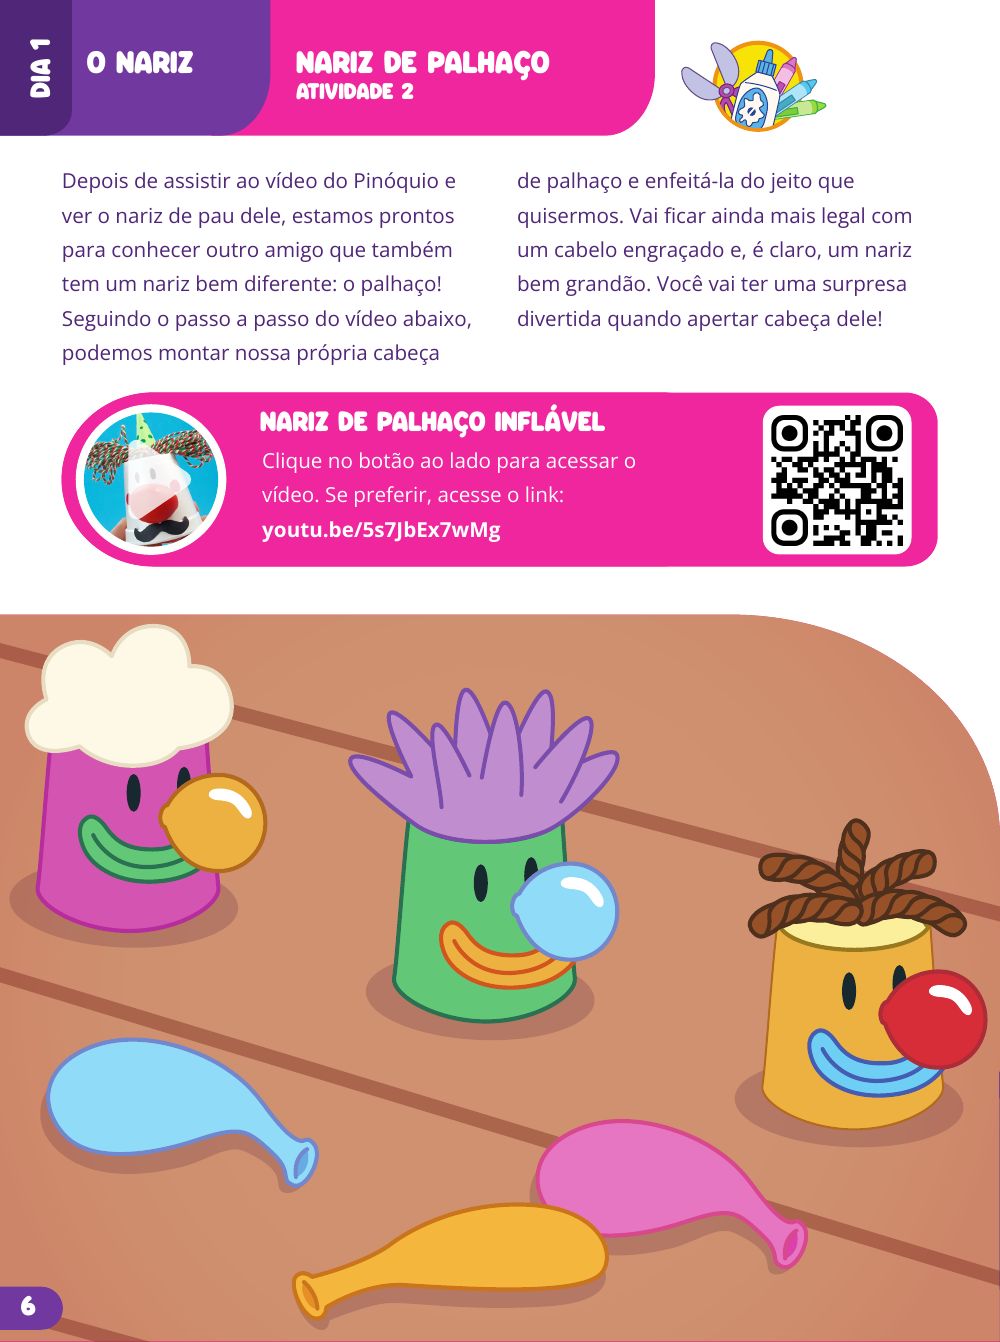 DIA 1
O NARIZ
NARIZ DE PALHAÇO
ATIVIDADE 2
Depois de assistir ao vídeo do Pinóquio e
ver o nariz de pau dele, estamos prontos
para conhecer outro amigo que também
tem um nariz bem diferente: o palhaço!
Seguindo o passo a passo do vídeo abaixo,
podemos montar nossa própria cabeça
de palhaço e enfeitá-la do jeito que
quisermos. Vai ficar ainda mais legal com
um cabelo engraçado e, é claro, um nariz
bem grandão. Você vai ter uma surpresa
divertida quando apertar cabeça dele!
NARIZ DE PALHAÇO INFLÁVEL
Clique no botão ao lado para acessar o
vídeo. Se preferir, acesse o link:
youtu.be/5s7JbEx7wMg
6